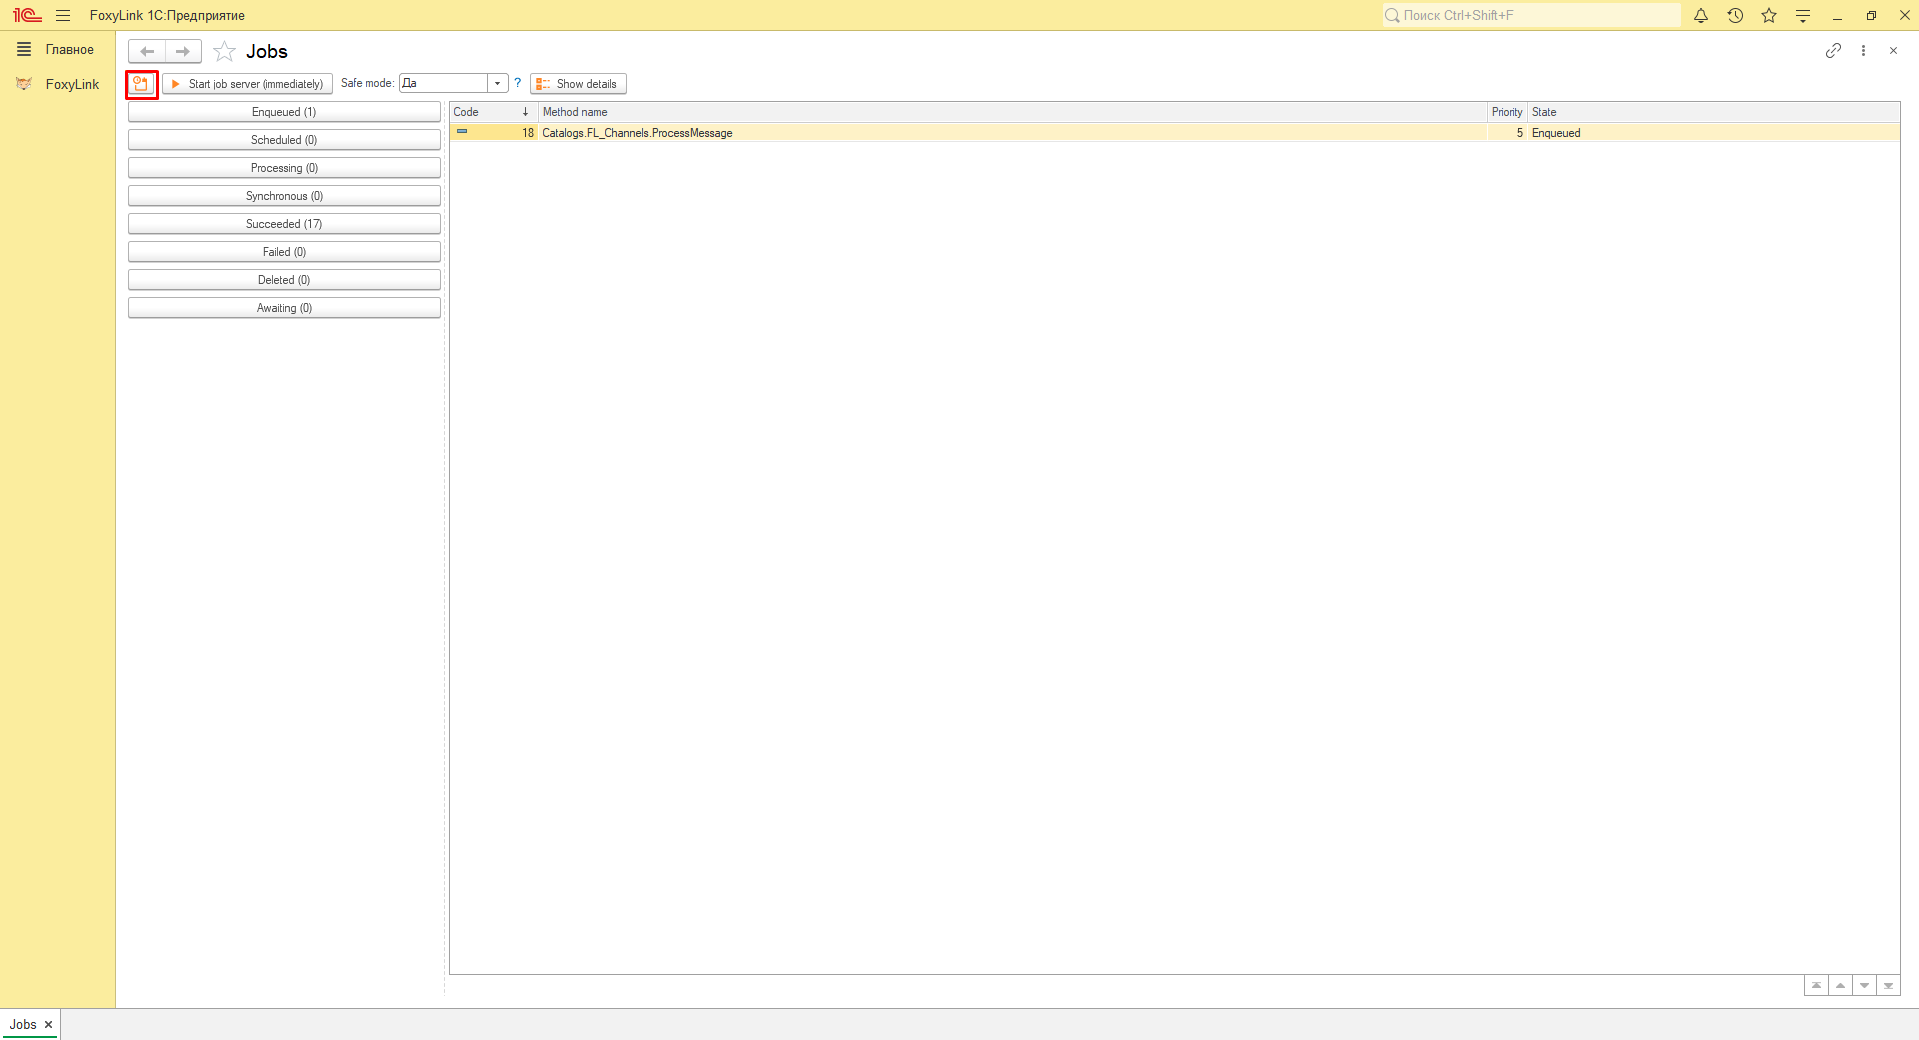 1С FoxyLink 1С:Предприятие
Поиск Ctrl+Shift+F
Главное
FoxyLink
Jobs
Start job server (immediately) Safe mode: Да ? Show details
Enqueued (1)
Scheduled (0)
Processing (0)
Synchronous (0)
Succeeded (17)
Failed (0)
Deleted (0)
Awaiting (0)
Code Method name Priority State
18 Catalogs.FL_Channels.ProcessMessage 5 Enqueued
Jobs